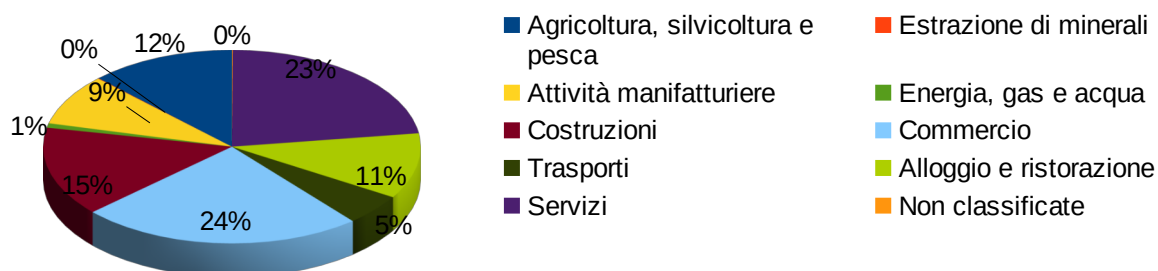 0%
12%
0%
23%
9%
1%
11%
15%
24%
5%
Agricoltura, silvicoltura e
pesca
Estrazione di minerali
Attività manifatturiere
Energia, gas e acqua
Costruzioni
Commercio
Trasporti
Alloggio e ristorazione
Servizi
Non classificate